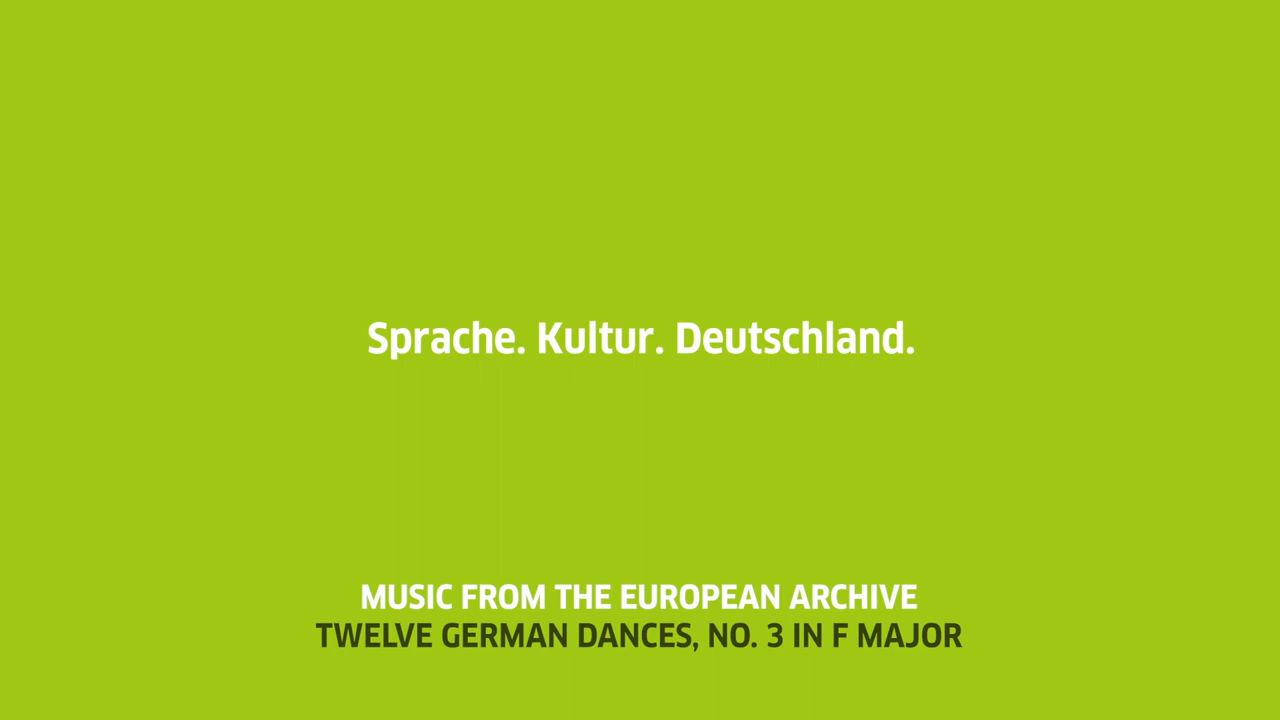 Sprache. Kultur. Deutschland.
MUSIC FROM THE EUROPEAN ARCHIVE
TWELVE GERMAN DANCES, NO. 3 IN F MAJOR